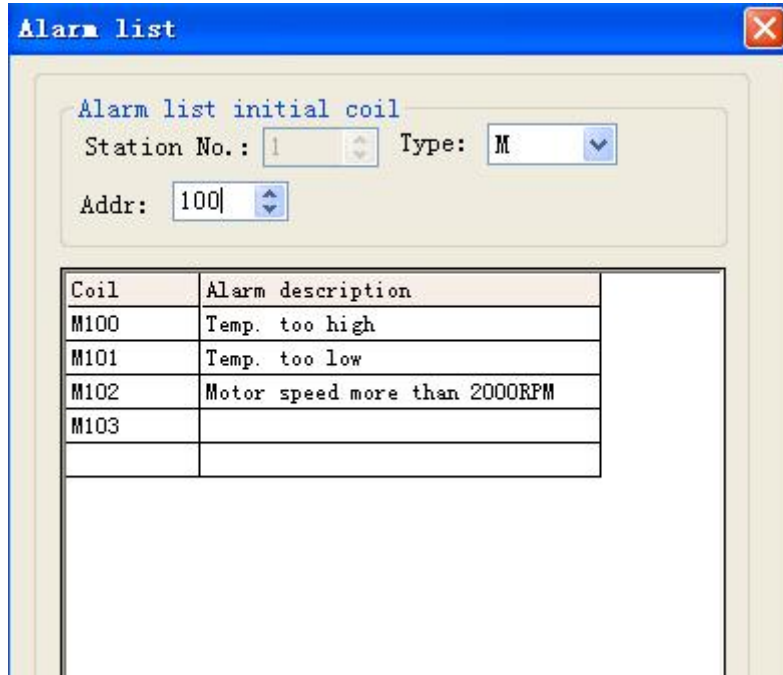 Alarm list
Alarm list initial coil
Station No.: 1 Type: M
Addr: 100
Coil Alarm description
M100 Temp. too high
M101 Temp. too low
M102 Motor speed more than 2000RPM
M103